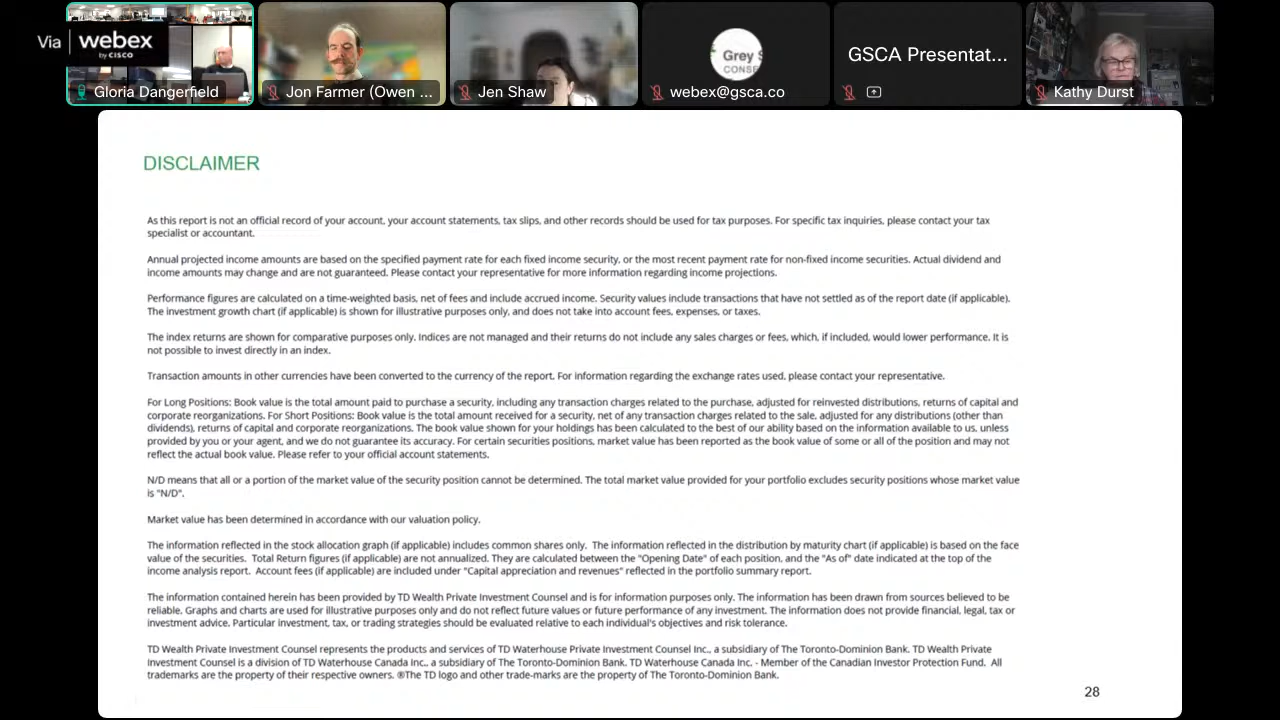 Via webex
by CISCO
Gloria Dangerfield
Jon Farmer (Owen ...
Jen Shaw
Grey
CONSE
webex@gsca.co
GSCA Presentat...
Kathy Durst
DISCLAIMER
As this report is not an official record of your account, your account statements, tax slips, and other records should be used for tax purposes. For specific tax inquiries, please contact your tax
specialist or accountant.
Annual projected income amounts are based on the specified payment rate for each fixed income security, or the most recent payment rate for non-fixed income securities. Actual dividend and
income amounts may change and are not guaranteed. Please contact your representative for more information regarding income projections.
Performance figures are calculated on a time-weighted basis, net of fees and include accrued income. Security values include transactions that have not settled as of the report date (if applicable).
The investment growth chart (if applicable) is shown for illustrative purposes only, and does not take into account fees, expenses, or taxes.
The index returns are shown for comparative purposes only. Indices are not managed and their returns do not include any sales charges or fees, which, if included, would lower performance. It is
not possible to invest directly in an index.
Transaction amounts in other currencies have been converted to the currency of the report. For information regarding the exchange rates used, please contact your representative.
For Long Positions: Book value is the total amount paid to purchase a security, including any transaction charges related to the purchase, adjusted for reinvested distributions, returns of capital and
corporate reorganizations. For Short Positions: Book value is the total amount received for a security, net of any transaction charges related to the sale, adjusted for any distributions (other than
dividends), returns of capital and corporate reorganizations. The book value shown for your holdings has been calculated to the best of our ability based on the information available to us, unless
provided by you or your agent, and we do not guarantee its accuracy. For certain securities positions, market value has been reported as the book value of some or all of the position and may not
reflect the actual book value. Please refer to your official account statements.
N/D means that all or a portion of the market value of the security position cannot be determined. The total market value provided for your portfolio excludes security positions whose market value
is "N/D".
Market value has been determined in accordance with our valuation policy.
The information reflected in the stock allocation graph (if applicable) includes common shares only. The information reflected in the distribution by maturity chart (if applicable) is based on the face
value of the securities. Total Return figures (if applicable) are not annualized. They are calculated between the "Opening Date" of each position, and the "As of" date indicated at the top of the
income analysis report. Account fees (if applicable) are included under "Capital appreciation and revenues" reflected in the portfolio summary report.
The information contained herein has been provided by TD Wealth Private Investment Counsel and is for information purposes only. The information has been drawn from sources believed to be
reliable. Graphs and charts are used for illustrative purposes only and do not reflect future values or future performance of any investment. The information does not provide financial, legal, tax or
investment advice. Particular investment, tax, or trading strategies should be evaluated relative to each individual's objectives and risk tolerance.
TD Wealth Private Investment Counsel represents the products and services of TD Waterhouse Private Investment Counsel Inc., a subsidiary of The Toronto-Dominion Bank. TD Wealth Private
Investment Counsel is a division of TD Waterhouse Canada Inc., a subsidiary of The Toronto-Dominion Bank. TD Waterhouse Canada Inc. - Member of the Canadian Investor Protection Fund. All
trademarks are the property of their respective owners. ®The TD logo and other trade-marks are the property of The Toronto-Dominion Bank.
28